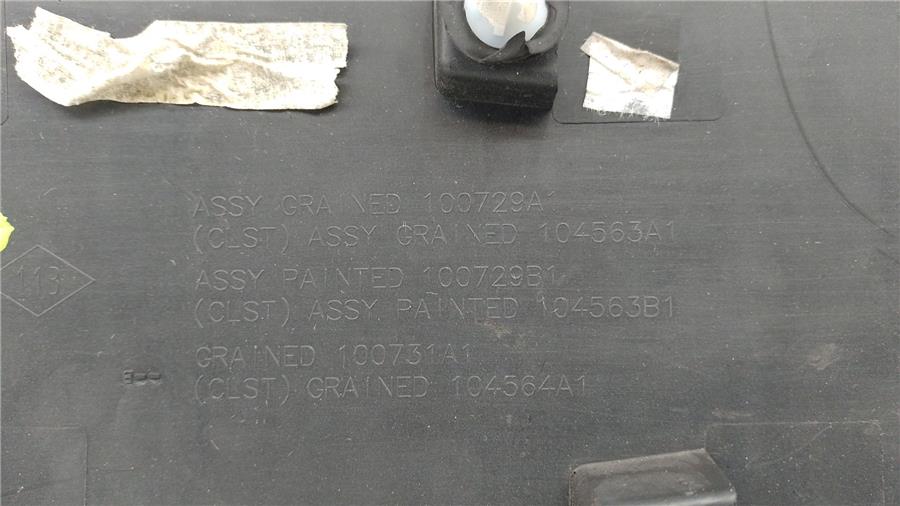 ASSY GRAINED 100729A1
(CLST) ASSY GRAINED 104563A1
113
ASSY PAINTED 100729B1
(CLST) ASSY PAINTED 104563B1
GRAINED 100731A1
(CLST) GRAINED 104564A1